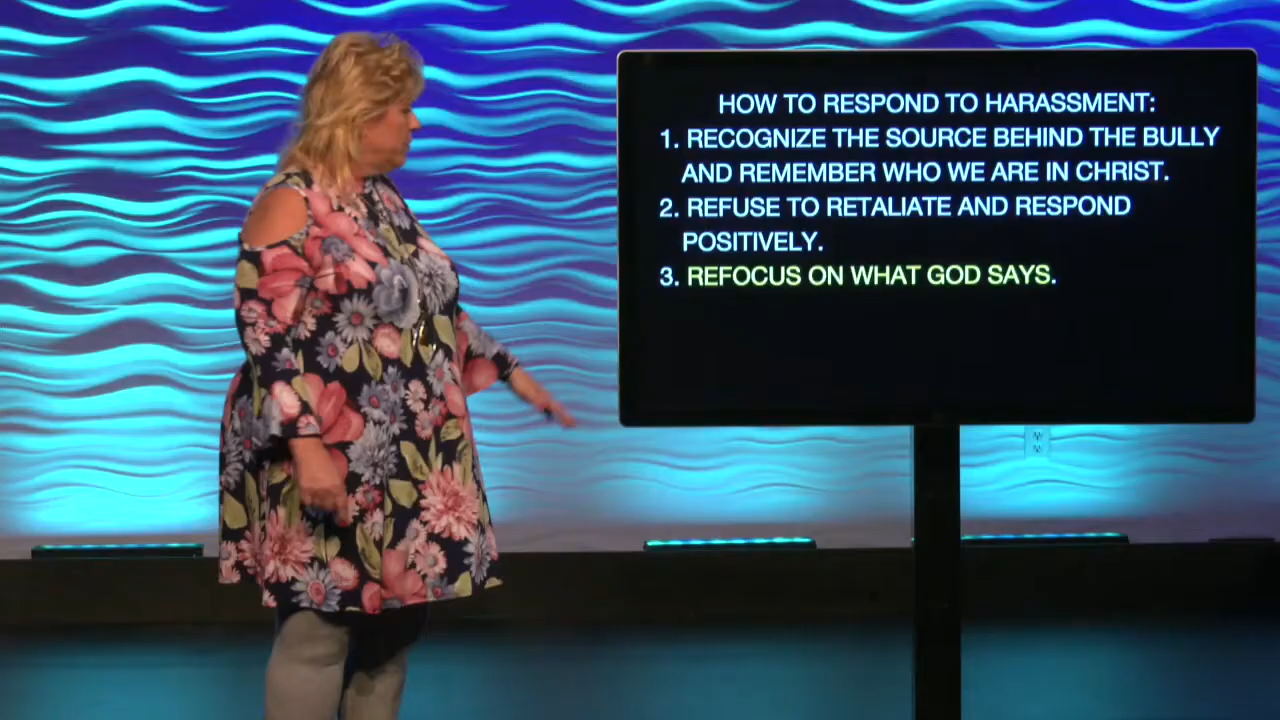 HOW TO RESPOND TO HARASSMENT:
1. RECOGNIZE THE SOURCE BEHIND THE BULLY
AND REMEMBER WHO WE ARE IN CHRIST.
2. REFUSE TO RETALIATE AND RESPOND
POSITIVELY.
3. REFOCUS ON WHAT GOD SAYS.